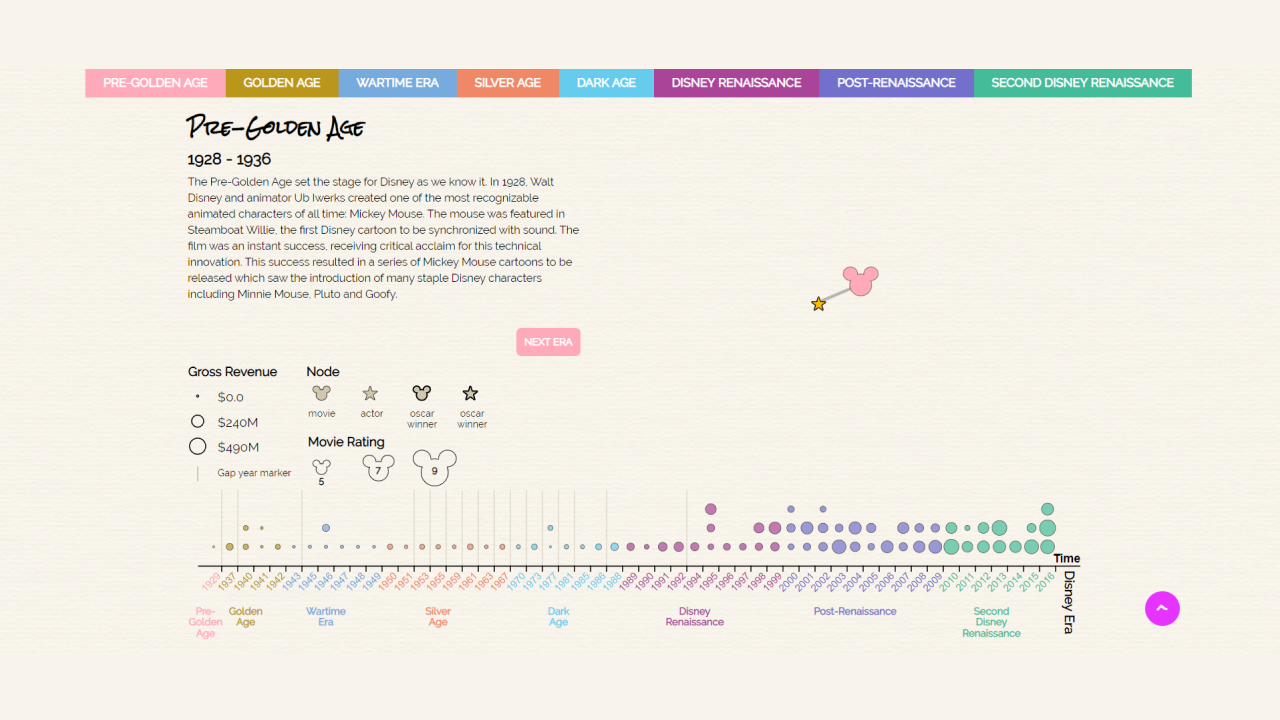 PRE-GOLDEN AGE GOLDEN AGE WARTIME ERA SILVER AGE DARK AGE DISNEY RENAISSANCE POST-RENAISSANCE SECOND DISNEY RENAISSANCE
Pre-Golden Age
1928 - 1936
The Pre-Golden Age set the stage for Disney as we know it. In 1928, Walt
Disney and animator Ub Iwerks created one of the most recognizable
animated characters of all time: Mickey Mouse. The mouse was featured in
Steamboat Willie, the first Disney cartoon to be synchronized with sound. The
film was an instant success, receiving critical acclaim for this technical
innovation. This success resulted in a series of Mickey Mouse cartoons to be
released which saw the introduction of many staple Disney characters
including Minnie Mouse, Pluto and Goofy.
NEXT ERA
Gross Revenue
$0.0
$240M
$490M
Gap year marker
Node
movie actor oscar winner oscar winner
Movie Rating
5 7 9
Time
1929 1937 1940 1941 1942 1943 1945 1946 1947 1948 1949 1950 1951 1953 1955 1959 1961 1963 1967 1970 1973 1977 1981 1985 1986 1988 1989 1990 1991 1992 1994 1995 1996 1997 1998 1999 2000 2001 2002 2003 2004 2005 2006 2007 2008 2009 2010 2011 2012 2013 2014 2015 2016
Pre-Golden Age
Golden Age
Wartime Era
Silver Age
Dark Age
Disney Renaissance
Post-Renaissance
Second Disney Renaissance
Disney Era